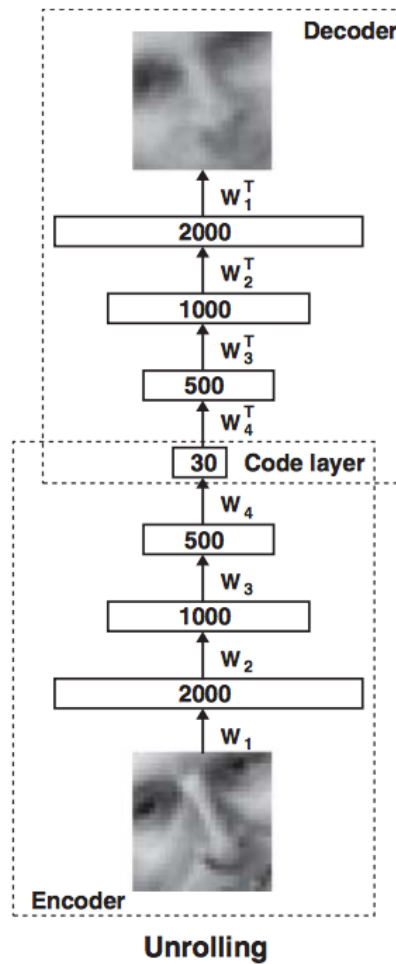 Decoder
W₁ᵀ
2000
W₂ᵀ
1000
W₃ᵀ
500
W₄ᵀ
30 Code layer
W₄
500
W₃
1000
W₂
2000
W₁
Encoder
Unrolling